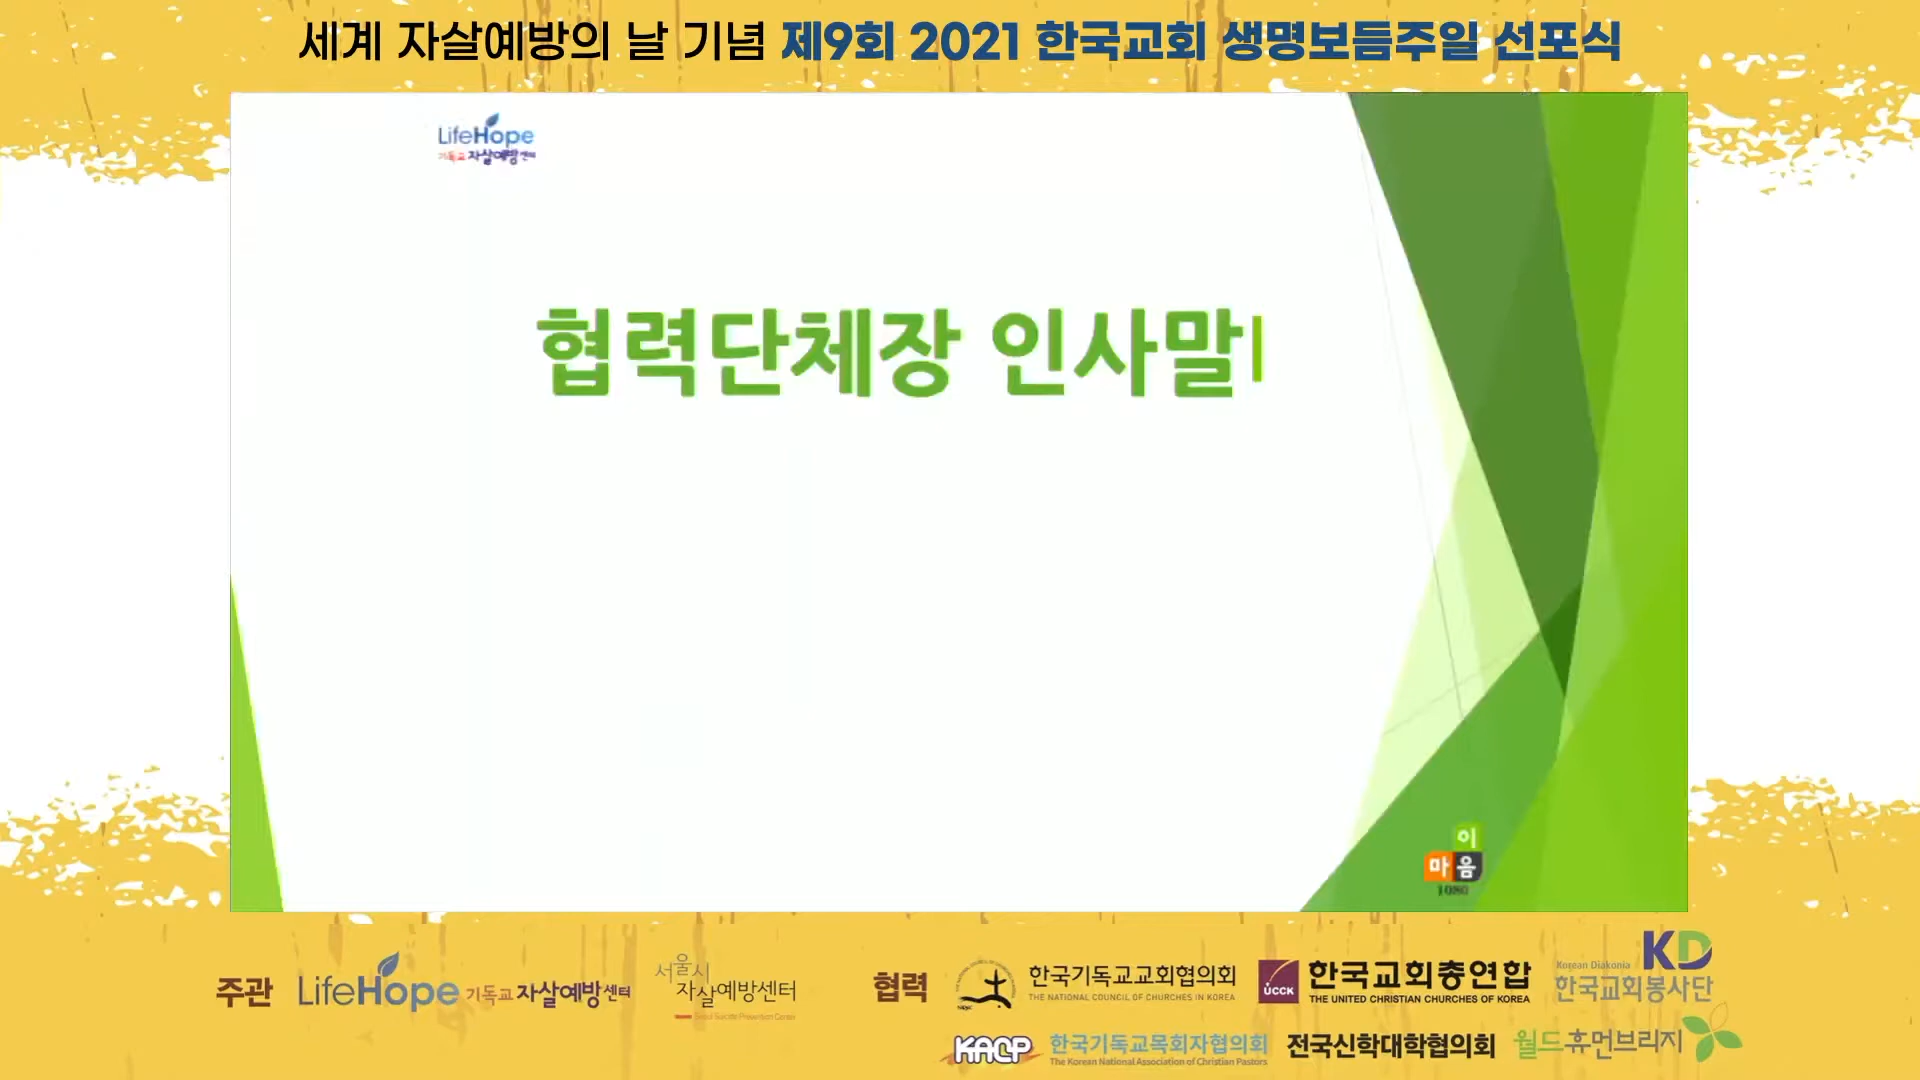 세계 자살예방의 날 기념 제9회 2021 한국교회 생명보듬주일 선포식
LifeHope
기독교 자살예방센터
협력단체장 인사말
이
마음
1080
주관
LifeHope 기독교 자살예방센터
서울시
자살예방센터
Seoul Suicide Prevention Center
협력
한국기독교교회협의회
THE NATIONAL COUNCIL OF CHURCHES IN KOREA
UCCK
한국교회총연합
THE UNITED CHRISTIAN CHURCHES OF KOREA
KD
Korean Diakonia
한국교회봉사단
KACP
한국기독교목회자협의회
The Korean National Association of Christian Pastors
전국신학대학협의회
월드휴먼브리지